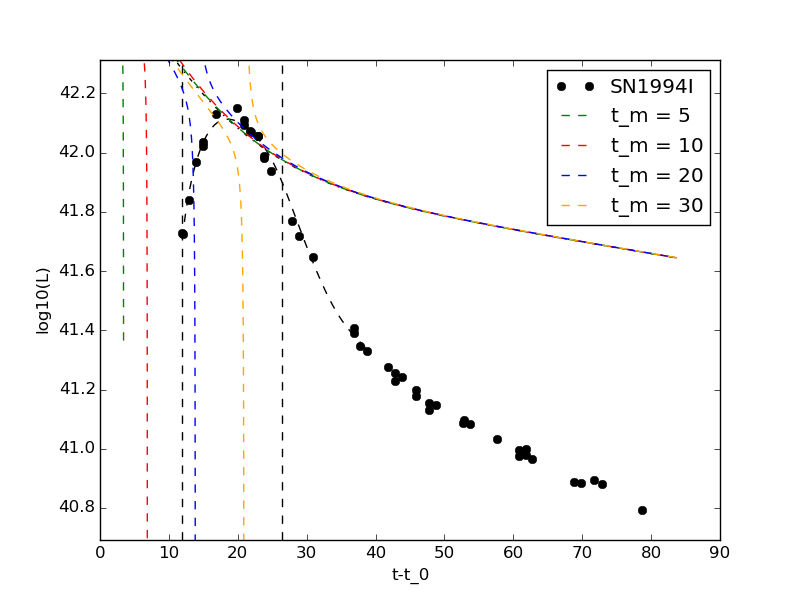 42.2
42.0
41.8
41.6
41.4
41.2
41.0
40.8
log10(L)
0 10 20 30 40 50 60 70 80 90
t-t_0
SN1994I
t_m = 5
t_m = 10
t_m = 20
t_m = 30